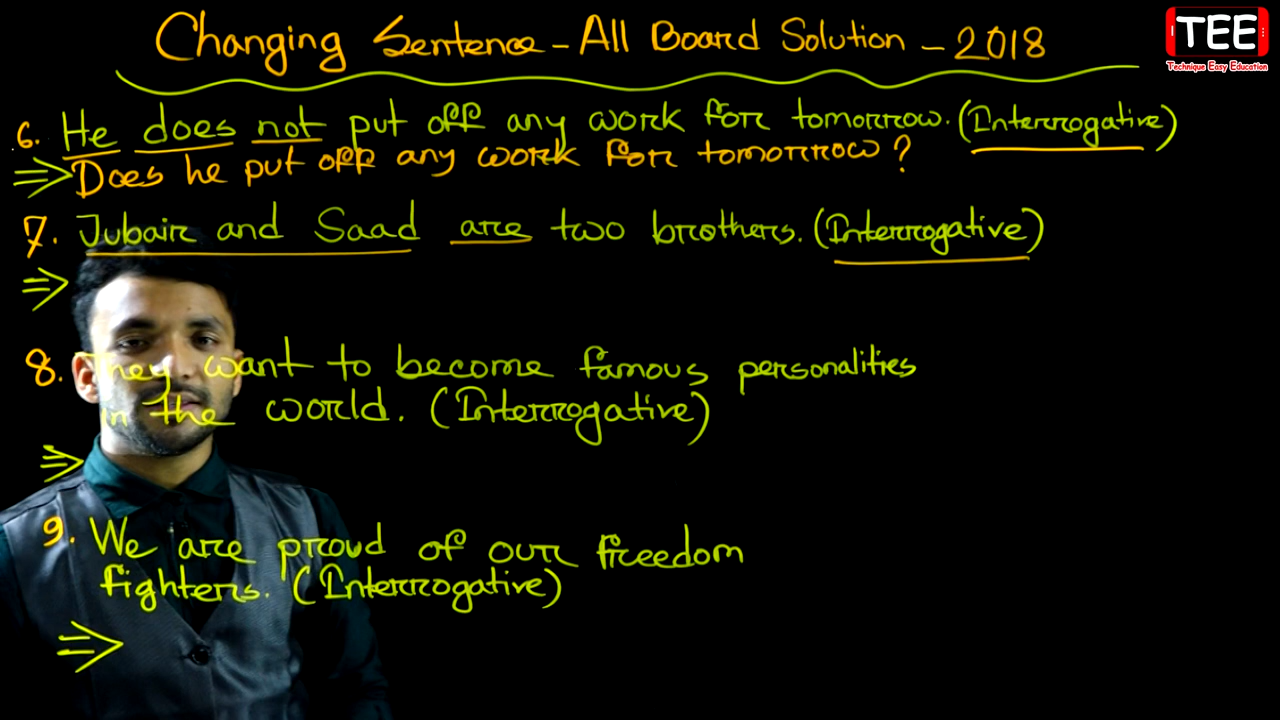 Changing Sentence - All Board Solution - 2018
TEE
Technique Easy Education
6. He does not put off any work for tomorrow. (Interrogative)
⇒ Does he put off any work for tomorrow?
7. Jubair and Saad are two brothers. (Interrogative)
⇒
8. They want to become famous personalities
in the world. (Interrogative)
⇒
9. We are proud of our freedom
fighters. (Interrogative)
⇒